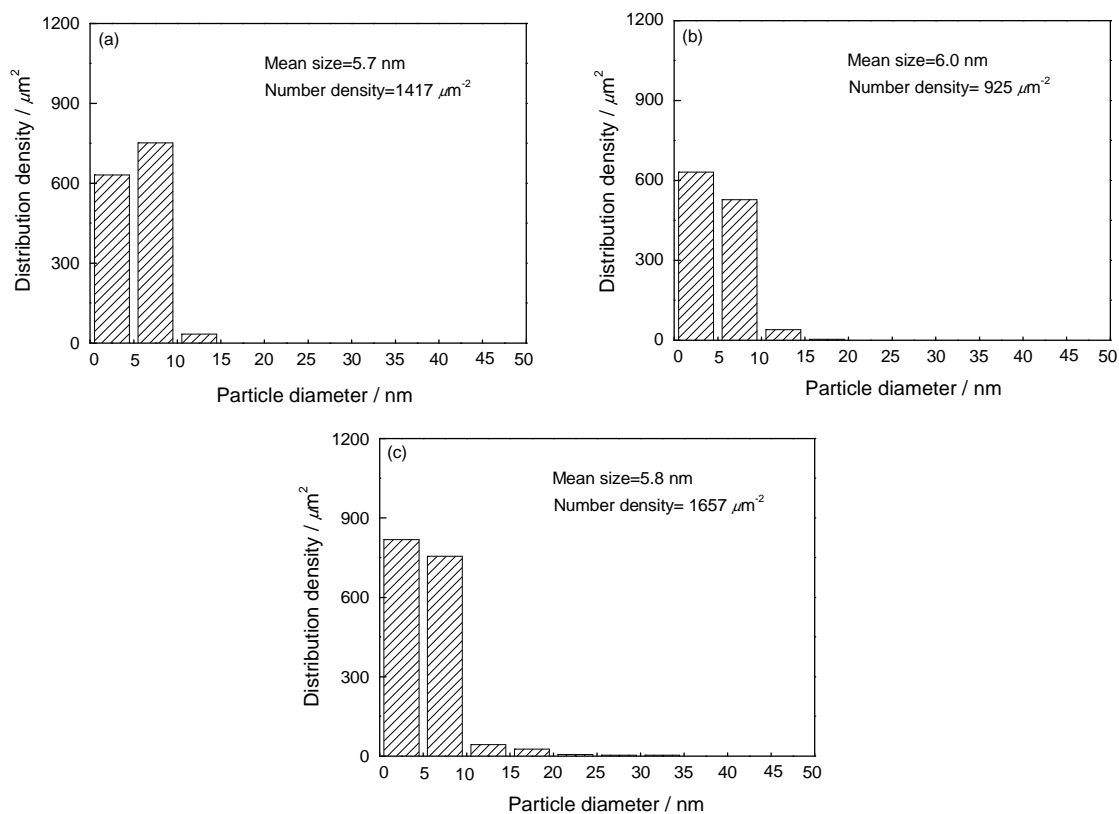 (a)
Mean size=5.7 nm
Number density=1417 μm-2
Distribution density / μm2
1200
900
600
300
0
0 5 10 15 20 25 30 35 40 45 50
Particle diameter / nm
(b)
Mean size=6.0 nm
Number density= 925 μm-2
Distribution density / μm2
1200
900
600
300
0
0 5 10 15 20 25 30 35 40 45 50
Particle diameter / nm
(c)
Mean size=5.8 nm
Number density= 1657 μm-2
Distribution density / μm2
1200
900
600
300
0
0 5 10 15 20 25 30 35 40 45 50
Particle diameter / nm